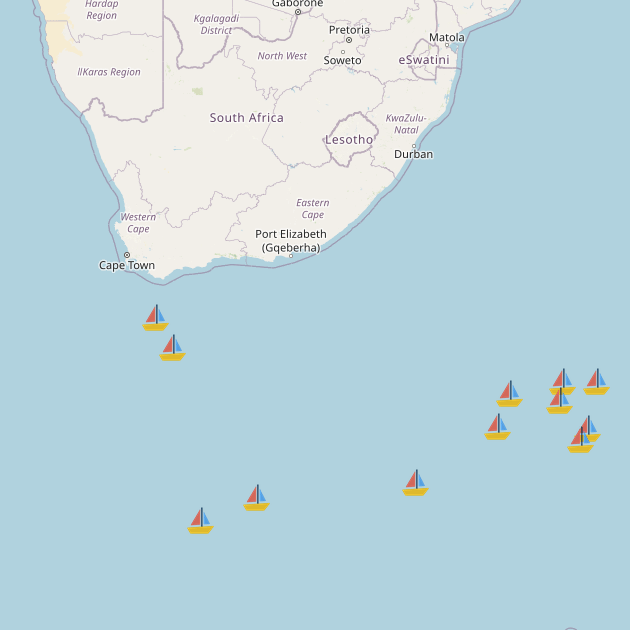 Hardap
Region
Kgalagadi
District
Gaborone
Pretoria
Matola
North West
Soweto
eSwatini
ǁKaras Region
South Africa
KwaZulu-
Natal
Lesotho
Durban
Eastern
Cape
Western
Cape
Port Elizabeth
(Gqeberha)
Cape Town